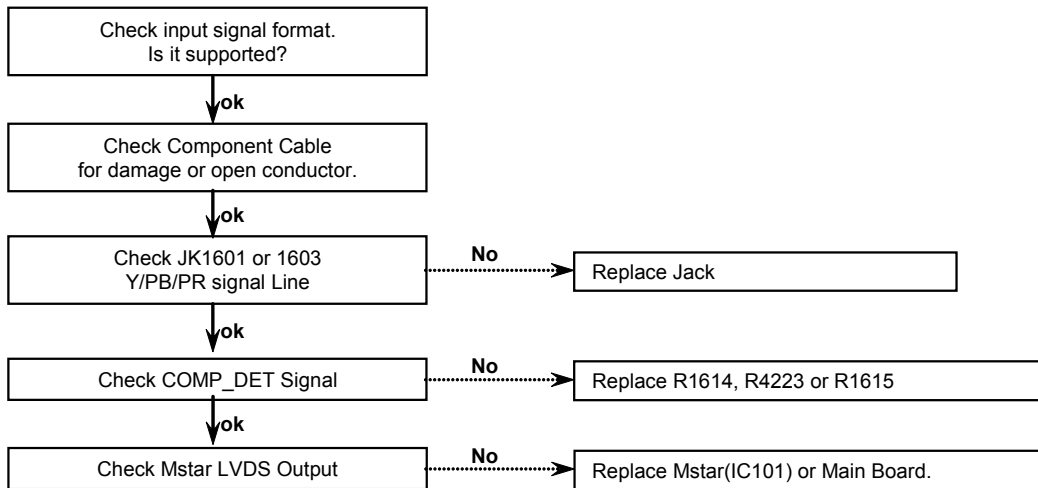 Check input signal format.
Is it supported?
ok
Check Component Cable
for damage or open conductor.
ok
Check JK1601 or 1603
Y/PB/PR signal Line
No
Replace Jack
ok
Check COMP_DET Signal
No
Replace R1614, R4223 or R1615
ok
Check Mstar LVDS Output
No
Replace Mstar(IC101) or Main Board.